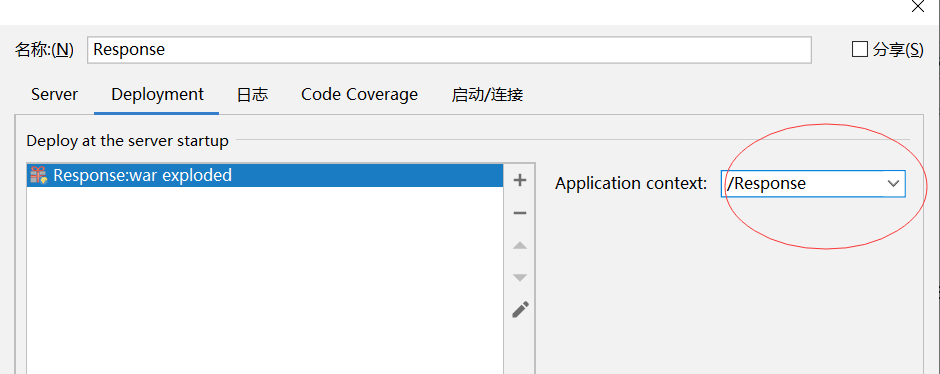 名称:(N) Response 分享(S)
Server Deployment 日志 Code Coverage 启动/连接
Deploy at the server startup
Response:war exploded
Application context: /Response